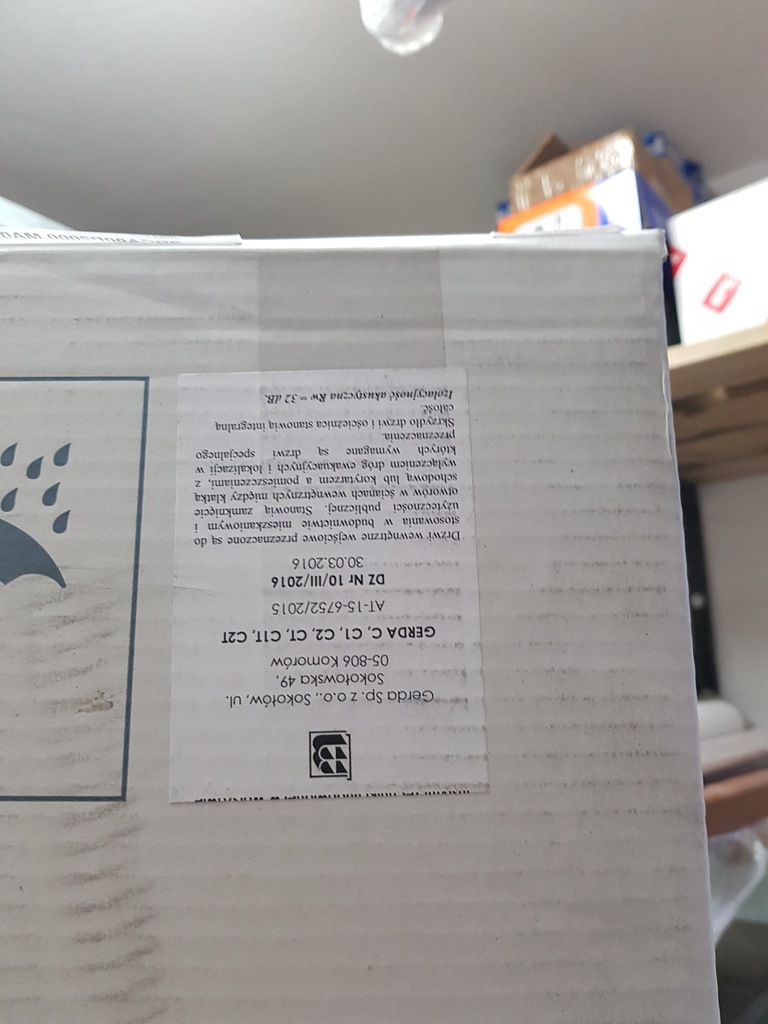 Gerda Sp. z o.o., Sokołów, ul.
Sokołowska 49,
05-806 Komorów
GERDA C, C1, C2, CT, C1T, C2T
AT-15-6752/2015
DZ Nr 10/III/2016
30.03.2016
Drzwi wewnętrzne wejściowe przeznaczone są do
stosowania w budownictwie mieszkaniowym i
użyteczności publicznej. Stanowią zamknięcie
otworów w ścianach wewnętrznych między klatką
schodową lub korytarzem a pomieszczeniami, z
wyłączeniem dróg ewakuacyjnych i lokalizacji w
których wymagane są drzwi specjalnego
przeznaczenia.
Skrzydło drzwi i ościeżnica stanowią integralną
całość.
Izolacyjność akustyczna Rw = 32 dB.